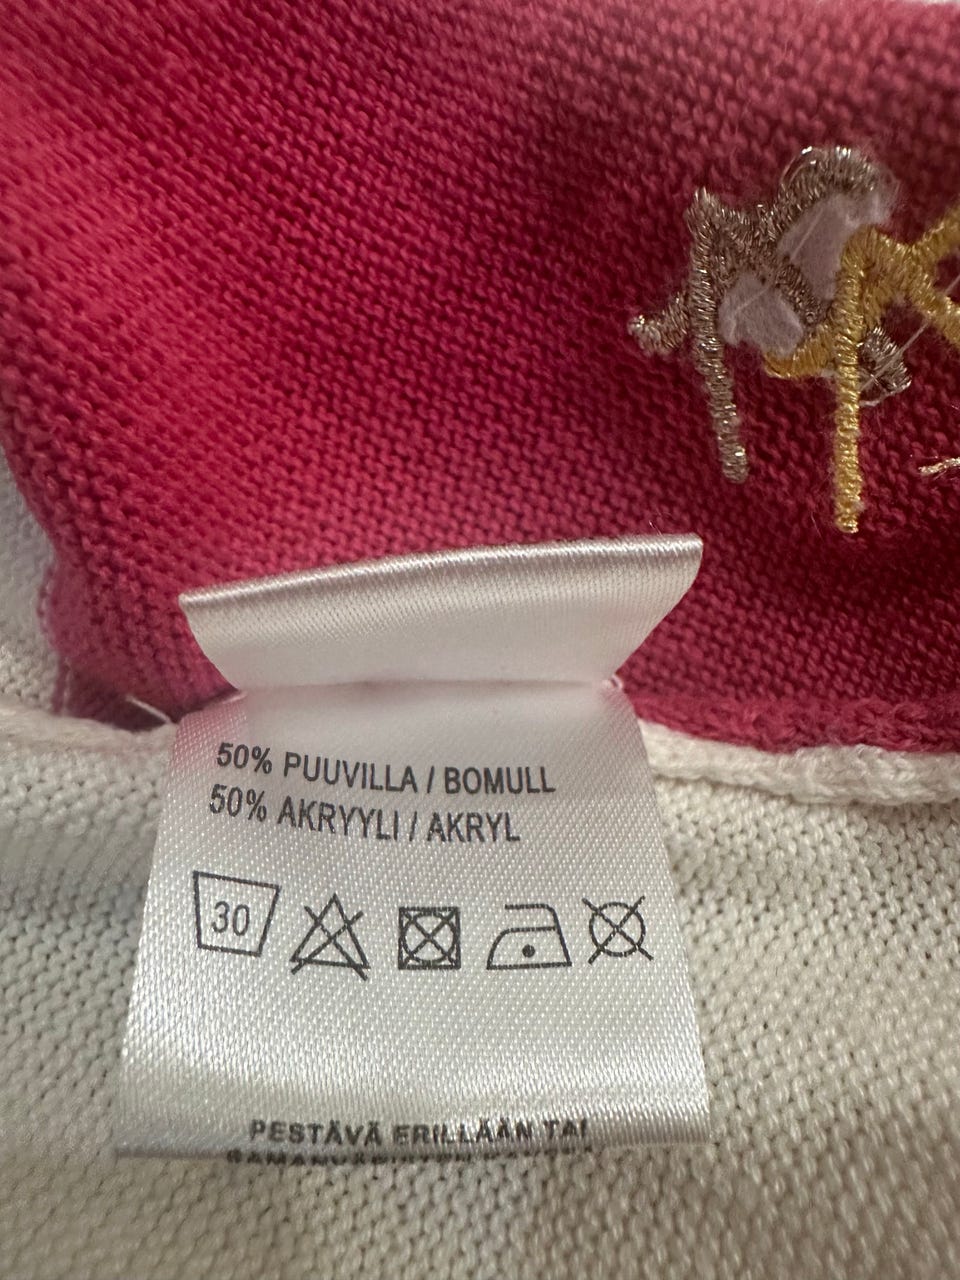 50% PUUVILLA / BOMULL
50% AKRYYLI / AKRYL
30
PESTÄVÄ ERILLÄÄN TAI